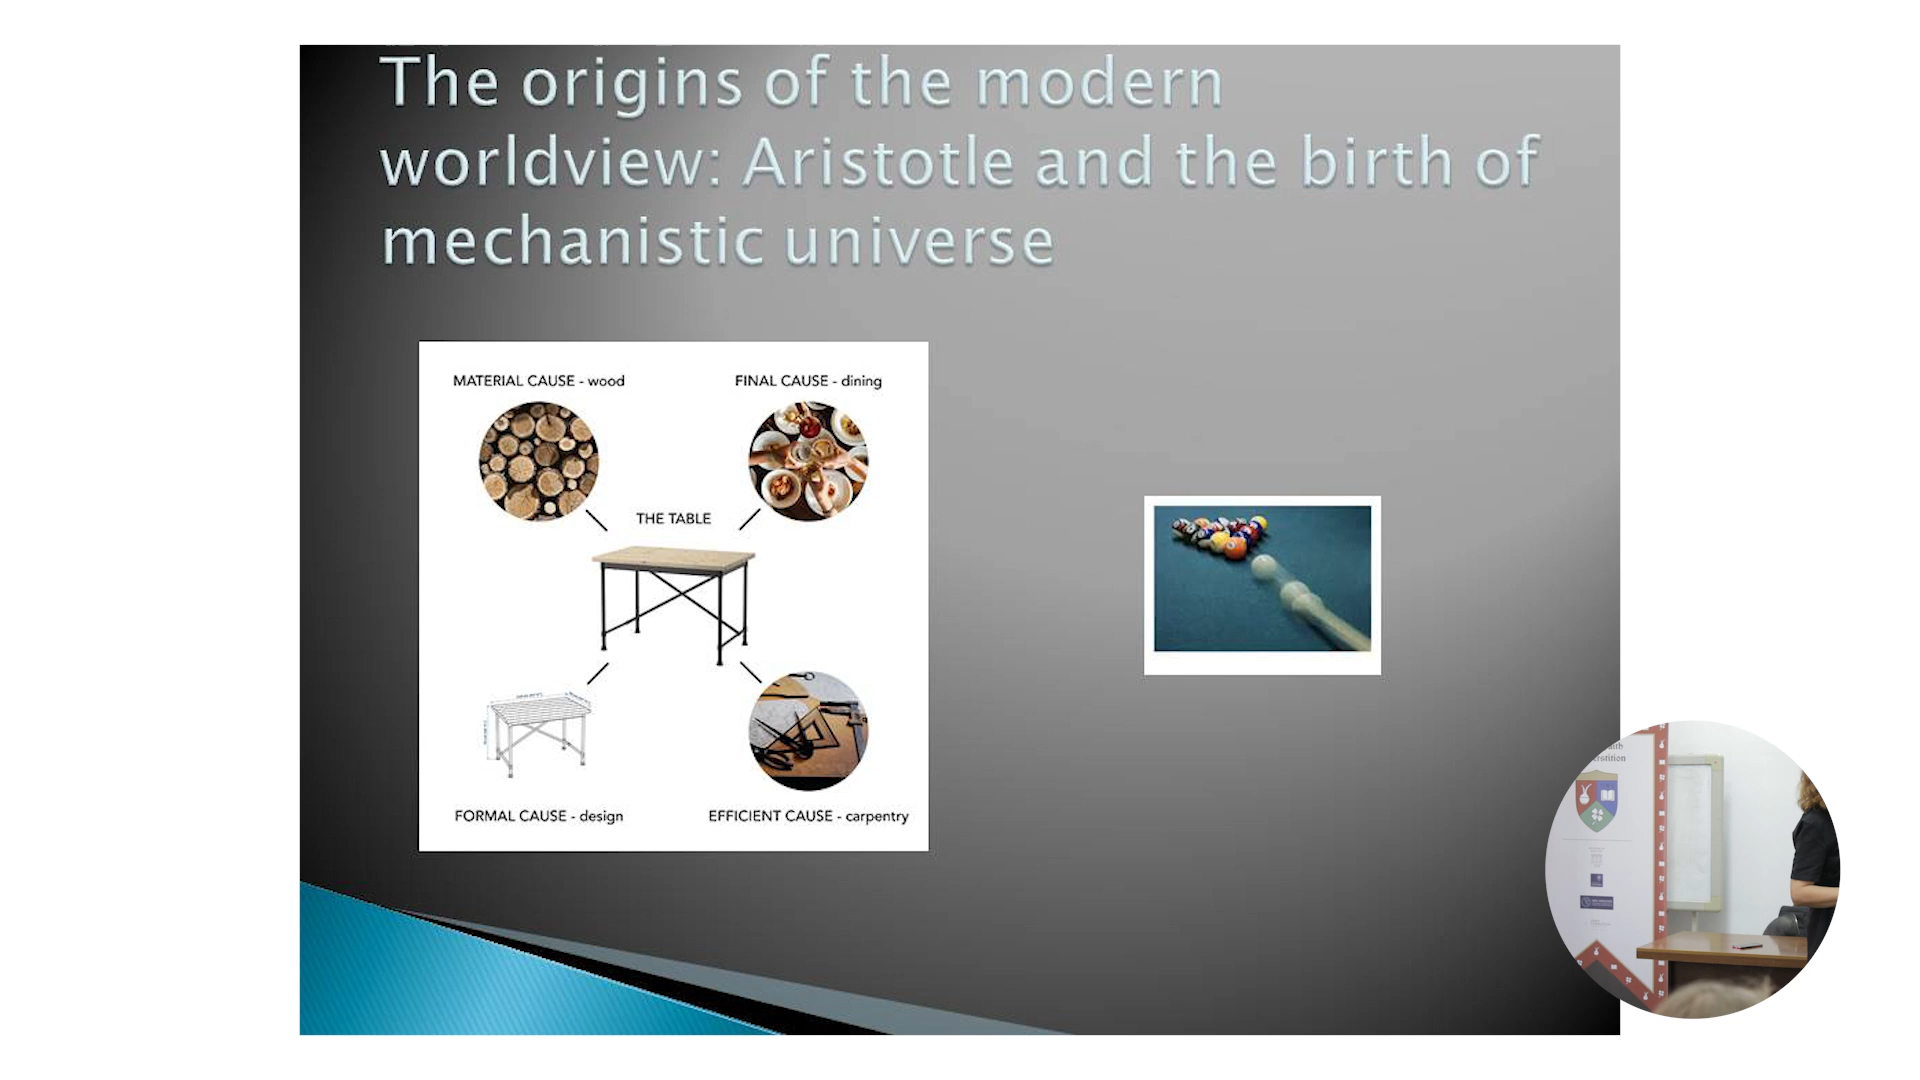 The origins of the modern
worldview: Aristotle and the birth of
mechanistic universe
MATERIAL CAUSE - wood
FINAL CAUSE - dining
THE TABLE
FORMAL CAUSE - design
EFFICIENT CAUSE - carpentry